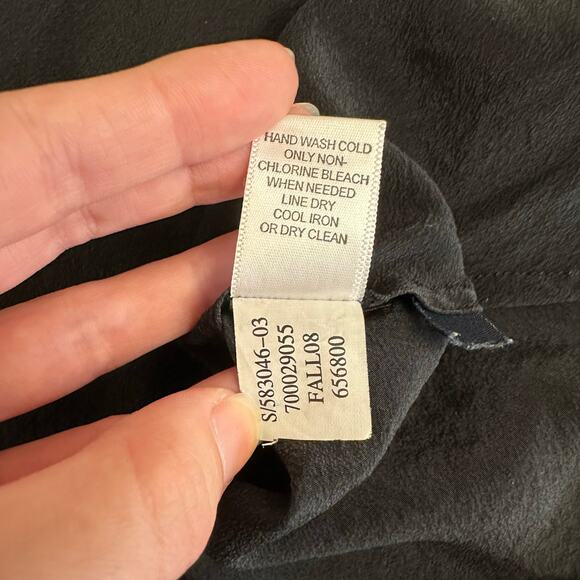 HAND WASH COLD
ONLY NON-
CHLORINE BLEACH
WHEN NEEDED
LINE DRY
COOL IRON
OR DRY CLEAN
S/583046-03
700029055
FALL08
656800